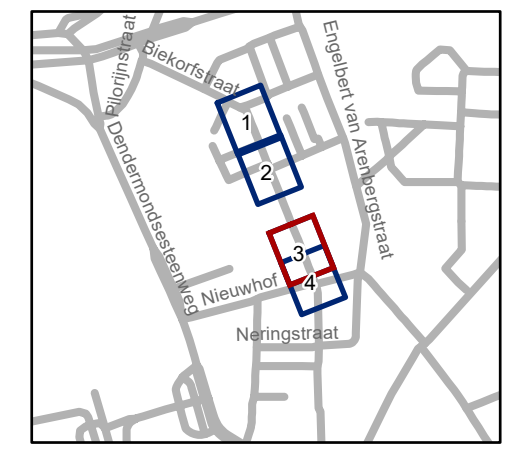 Pilorijnstraat
Biekorfstraat
Engelbert van Arenbergstraat
Dendermondsesteenweg
1
2
3
4
Nieuwhof
Neringstraat